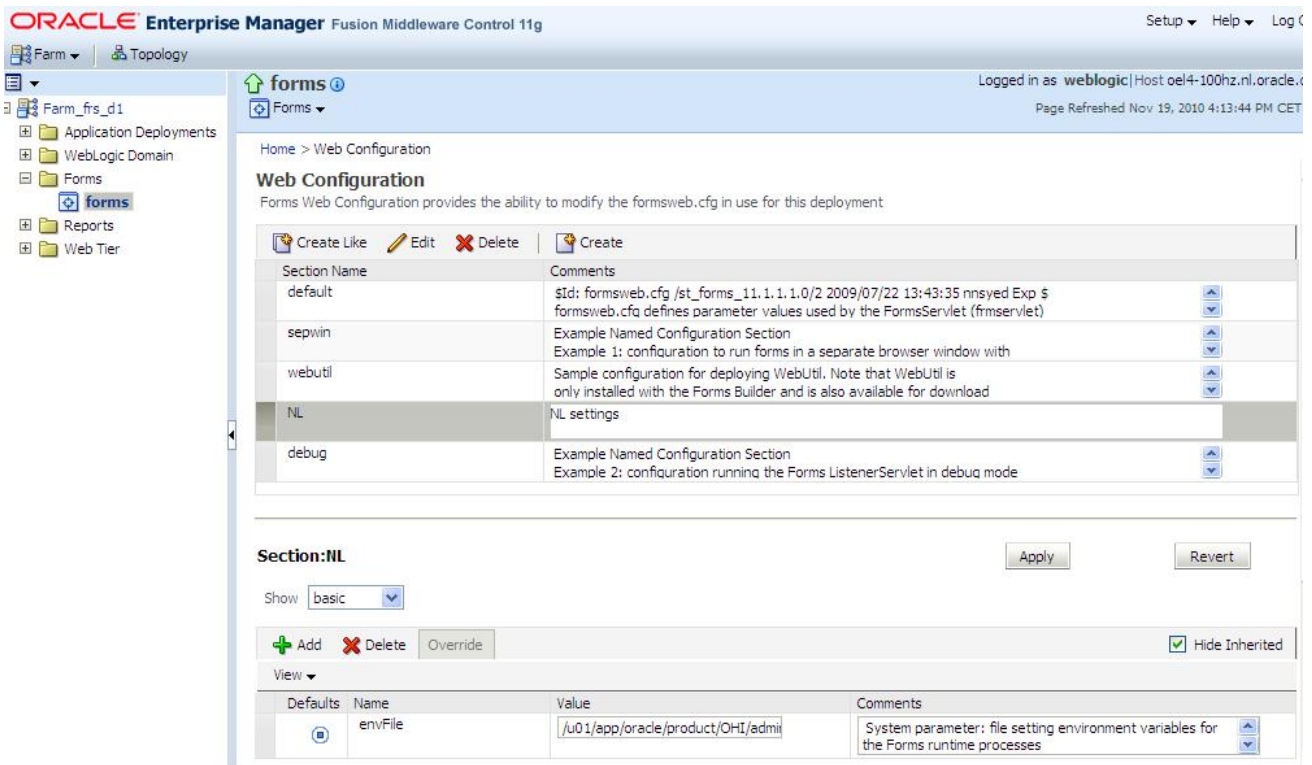 ORACLE Enterprise Manager Fusion Middleware Control 11g
Setup Help Log
Farm Topology
forms
Logged in as weblogic|Host oel4-100hz.nl.oracle.
Forms
Page Refreshed Nov 19, 2010 4:13:44 PM CET
Farm_frs_d1
Application Deployments
WebLogic Domain
Forms
forms
Reports
Web Tier
Home > Web Configuration
Web Configuration
Forms Web Configuration provides the ability to modify the formsweb.cfg in use for this deployment
Create Like Edit Delete Create
Section Name Comments
default $Id: formsweb.cfg /st_forms_11.1.1.1.0/2 2009/07/22 13:43:35 nnsyed Exp $
formsweb.cfg defines parameter values used by the FormsServlet (frmservlet)
sepwin Example Named Configuration Section
Example 1: configuration to run forms in a separate browser window with
webutil Sample configuration for deploying WebUtil. Note that WebUtil is
only installed with the Forms Builder and is also available for download
NL NL settings
debug Example Named Configuration Section
Example 2: configuration running the Forms ListenerServlet in debug mode
Section:NL Apply Revert
Show basic
Add Delete Override Hide Inherited
View
Defaults Name Value Comments
envFile /u01/app/oracle/product/OHI/admin System parameter: file setting environment variables for
the Forms runtime processes